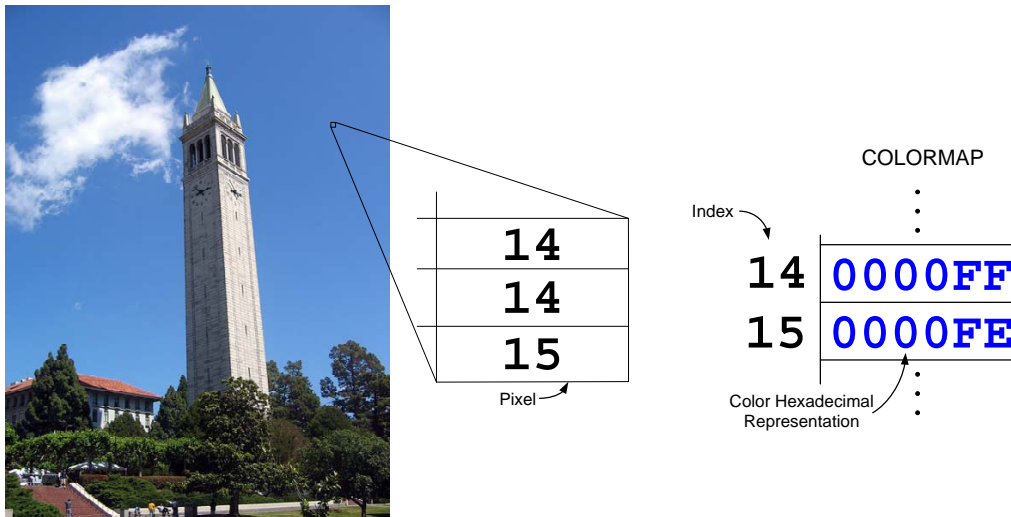 COLORMAP
Index
14
14
15
Pixel
14 0000FF
15 0000FE
Color Hexadecimal
Representation